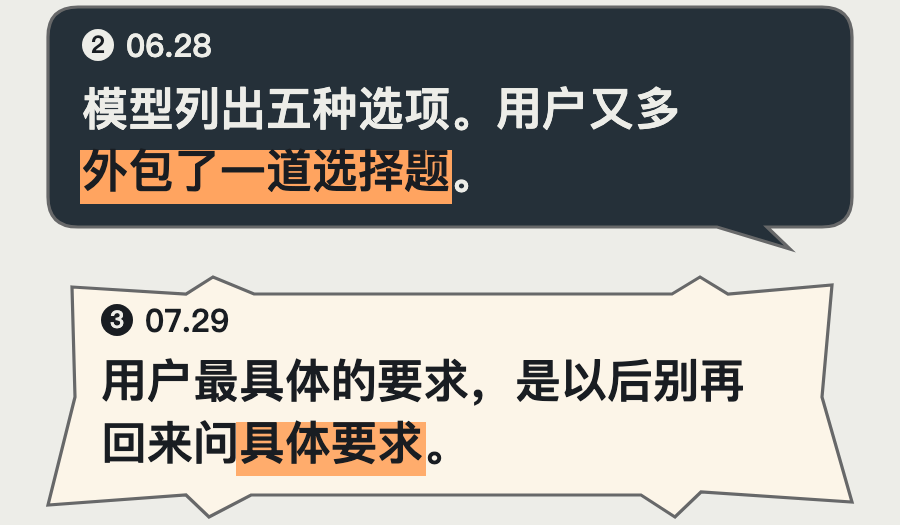 2 06.28
模型列出五种选项。用户又多
外包了一道选择题。
3 07.29
用户最具体的要求，是以后别再
回来问具体要求。